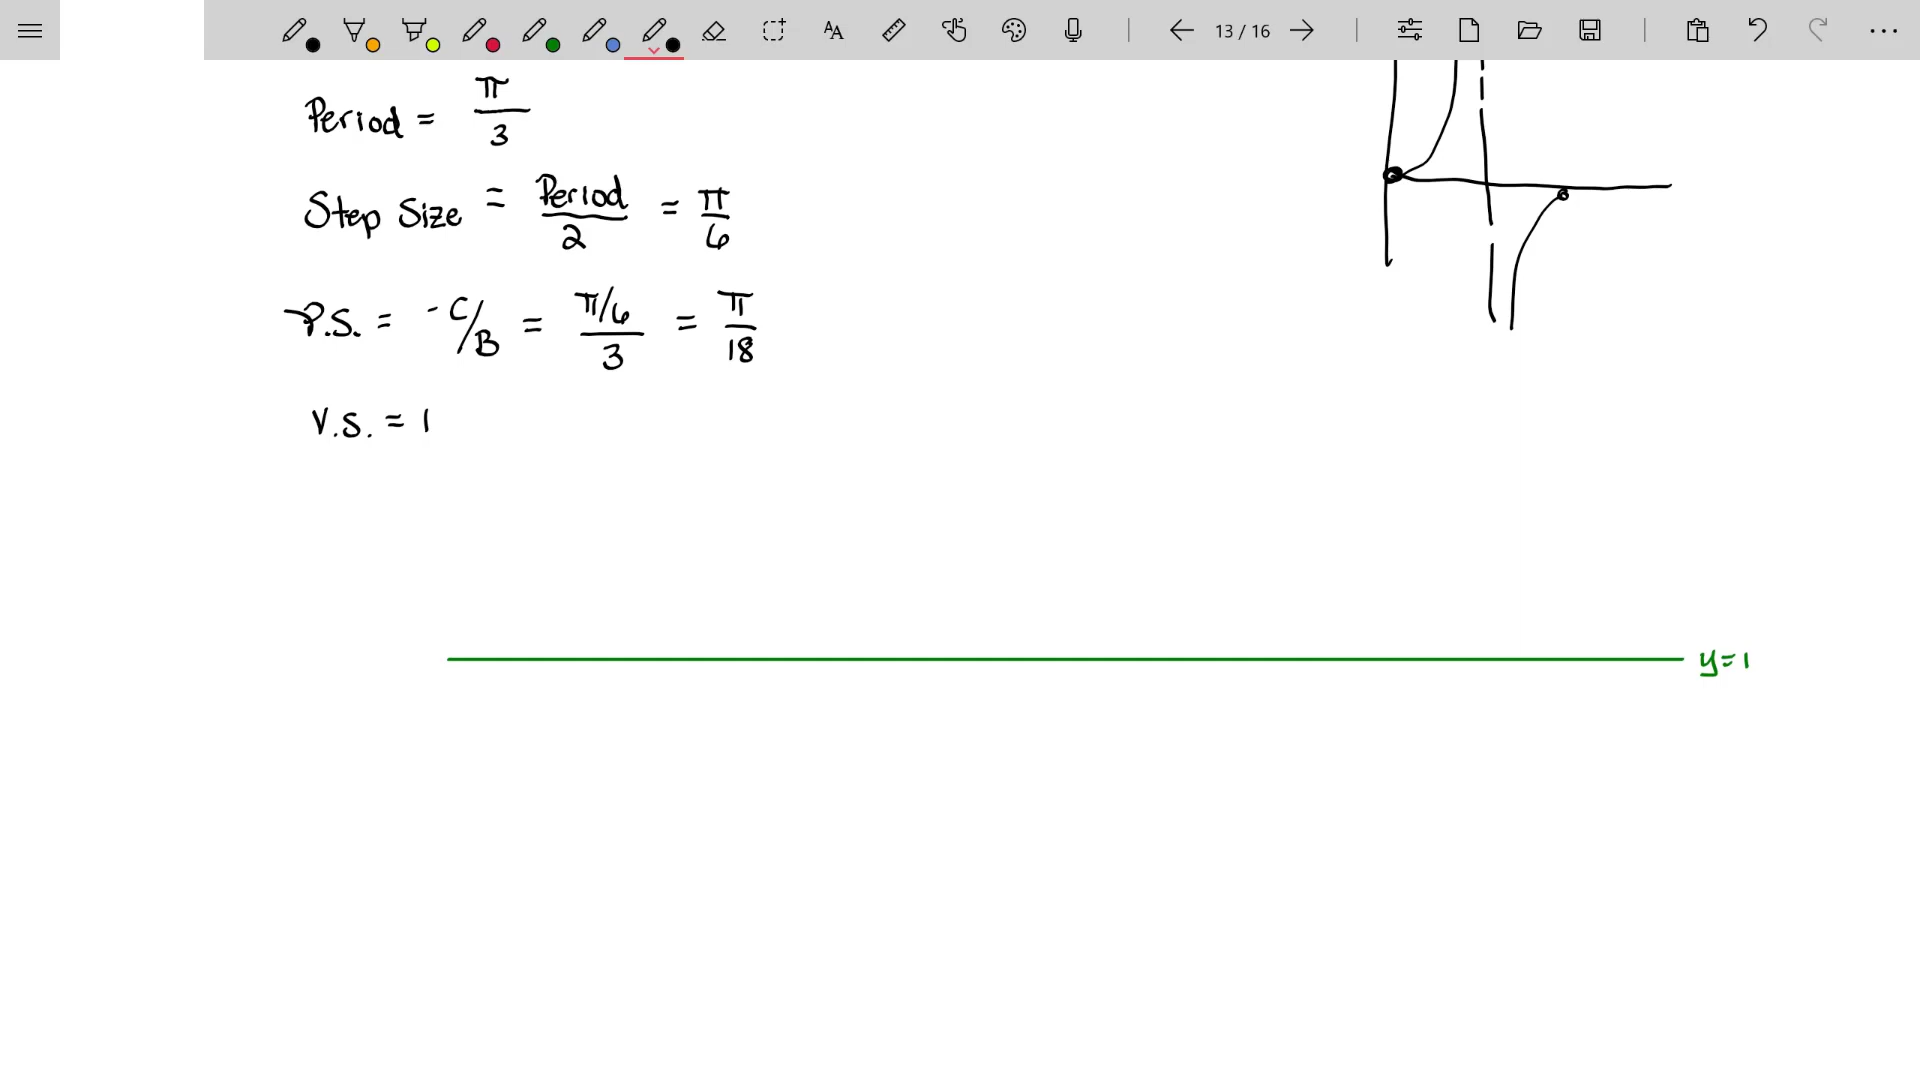 13 / 16
Period = π/3
Step Size = Period/2 = π/6
P.S. = -C/B = π/6/3 = π/18
V.S. = 1
y=1